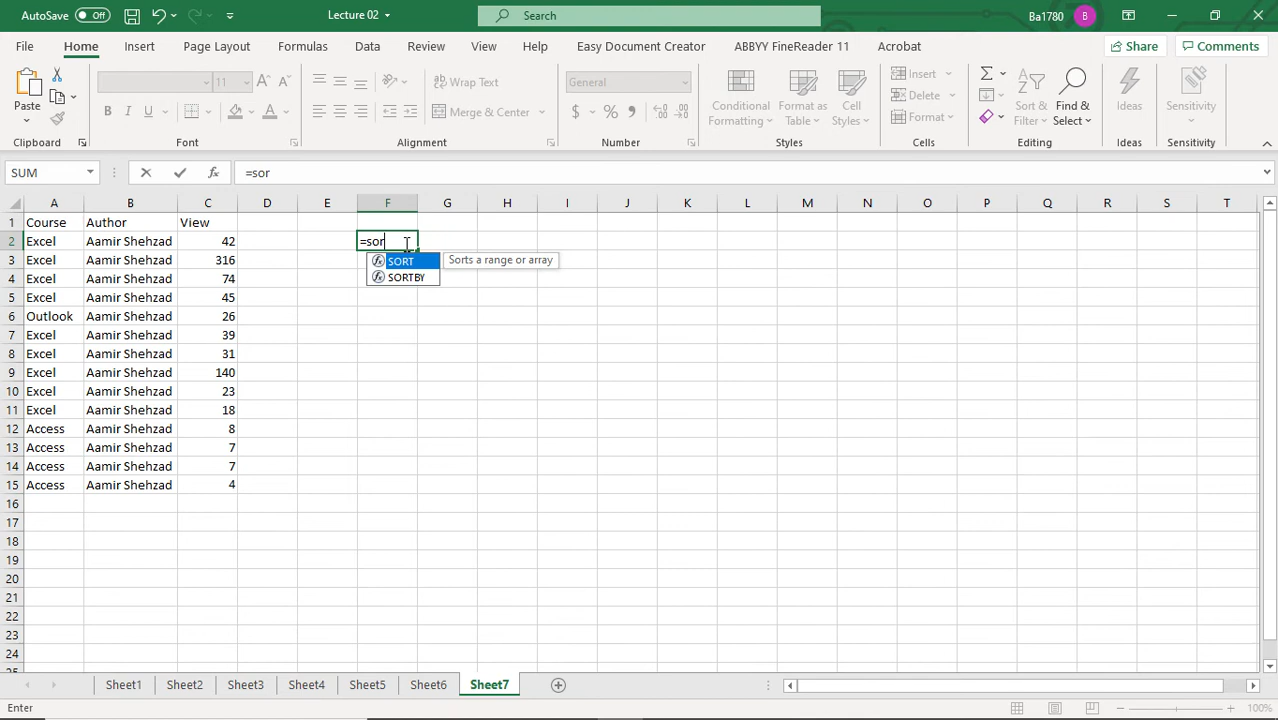 AutoSave Off Lecture 02 Search Ba1780 B
File Home Insert Page Layout Formulas Data Review View Help Easy Document Creator ABBYY FineReader 11 Acrobat Share Comments
Paste 11 A A Wrap Text General Conditional Formatting Format as Table Cell Styles Insert Delete Format Sort & Filter Find & Select Ideas Sensitivity
B I U A Merge & Center $ %
Clipboard Font Alignment Number Styles Cells Editing Ideas Sensitivity
SUM fx =sor
A B C D E F G H I J K L M N O P Q R S T
1 Course Author View
2 Excel Aamir Shehzad 42 =sor
3 Excel Aamir Shehzad 316 SORT Sorts a range or array
4 Excel Aamir Shehzad 74 SORTBY
5 Excel Aamir Shehzad 45
6 Outlook Aamir Shehzad 26
7 Excel Aamir Shehzad 39
8 Excel Aamir Shehzad 31
9 Excel Aamir Shehzad 140
10 Excel Aamir Shehzad 23
11 Excel Aamir Shehzad 18
12 Access Aamir Shehzad 8
13 Access Aamir Shehzad 7
14 Access Aamir Shehzad 7
15 Access Aamir Shehzad 4
16
17
18
19
20
21
22
23
24
25
Sheet1 Sheet2 Sheet3 Sheet4 Sheet5 Sheet6 Sheet7
Enter 100%